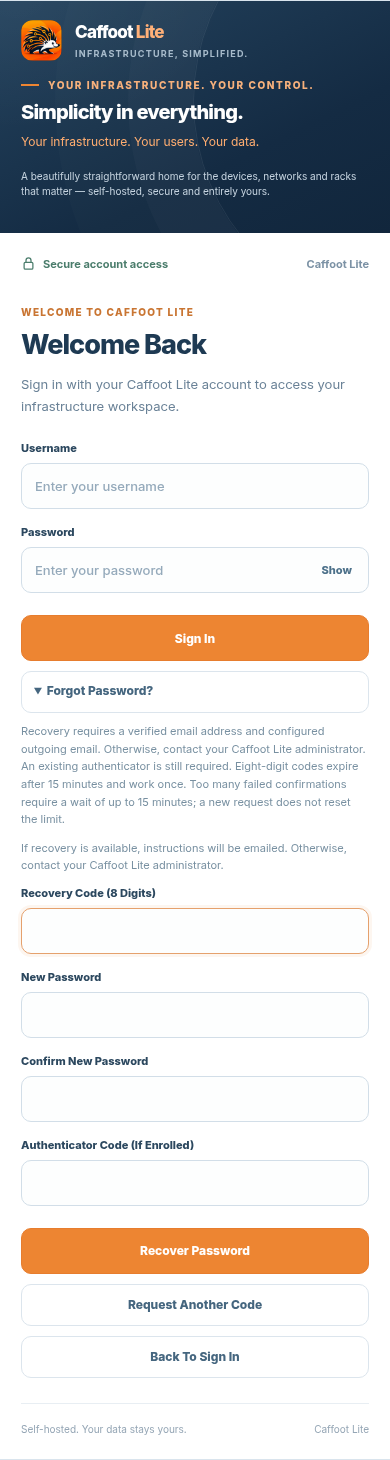 Caffoot Lite
INFRASTRUCTURE, SIMPLIFIED.
YOUR INFRASTRUCTURE. YOUR CONTROL.
Simplicity in everything.
Your infrastructure. Your users. Your data.
A beautifully straightforward home for the devices, networks and racks
that matter — self-hosted, secure and entirely yours.
Secure account access
Caffoot Lite
WELCOME TO CAFFOOT LITE
Welcome Back
Sign in with your Caffoot Lite account to access your
infrastructure workspace.
Username
Enter your username
Password
Enter your password
Show
Sign In
▼ Forgot Password?
Recovery requires a verified email address and configured
outgoing email. Otherwise, contact your Caffoot Lite administrator.
An existing authenticator is still required. Eight-digit codes expire
after 15 minutes and work once. Too many failed confirmations
require a wait of up to 15 minutes; a new request does not reset
the limit.
If recovery is available, instructions will be emailed. Otherwise,
contact your Caffoot Lite administrator.
Recovery Code (8 Digits)
New Password
Confirm New Password
Authenticator Code (If Enrolled)
Recover Password
Request Another Code
Back To Sign In
Self-hosted. Your data stays yours.
Caffoot Lite